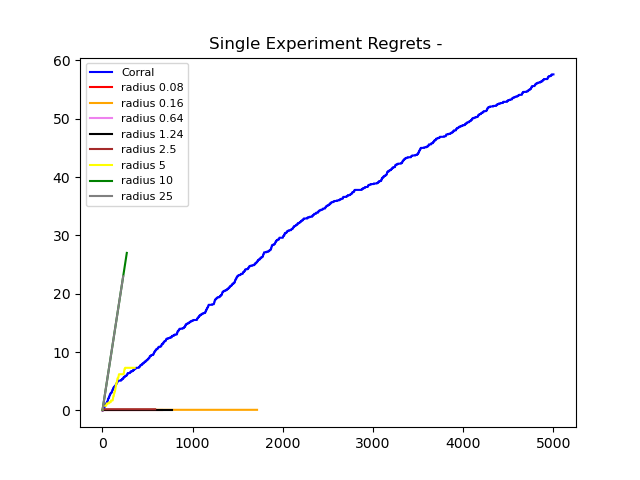 Single Experiment Regrets -
60
50
40
30
20
10
0
Corral
radius 0.08
radius 0.16
radius 0.64
radius 1.24
radius 2.5
radius 5
radius 10
radius 25
0 1000 2000 3000 4000 5000